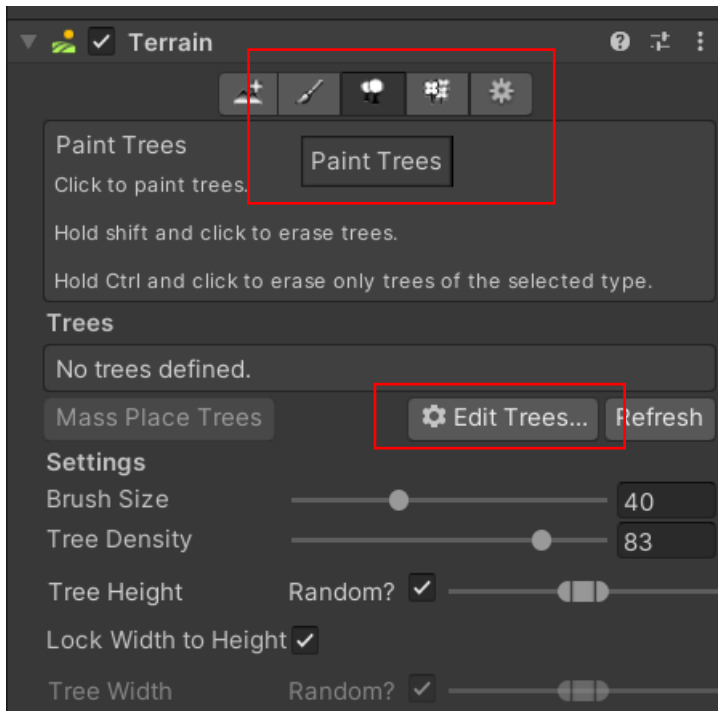 Terrain
Paint Trees
Paint Trees
Click to paint trees.
Hold shift and click to erase trees.
Hold Ctrl and click to erase only trees of the selected type.
Trees
No trees defined.
Mass Place Trees Edit Trees... Refresh
Settings
Brush Size 40
Tree Density 83
Tree Height Random?
Lock Width to Height
Tree Width Random?